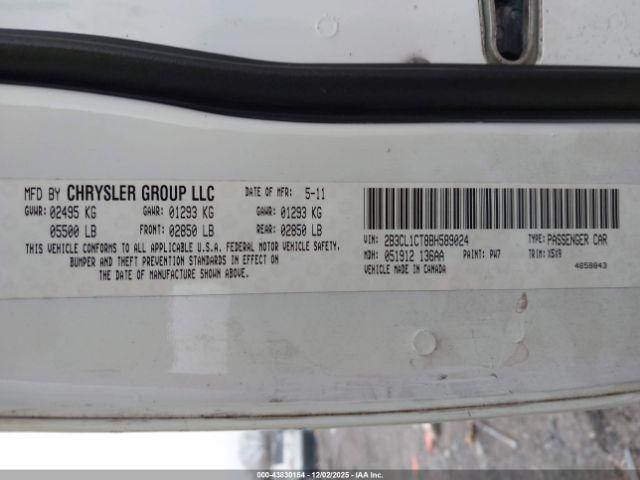 MFD BY CHRYSLER GROUP LLC DATE OF MFR: 5-11
GVWR: 02495 KG GAWR: 01293 KG GAWR: 01293 KG
05500 LB FRONT: 02850 LB REAR: 02850 LB
THIS VEHICLE CONFORMS TO ALL APPLICABLE U.S.A. FEDERAL MOTOR VEHICLE SAFETY,
BUMPER AND THEFT PREVENTION STANDARDS IN EFFECT ON
THE DATE OF MANUFACTURE SHOWN ABOVE.
VIN: 2B3CL1CT8BH589024 TYPE: PASSENGER CAR
MDH: 051912 136AA PAINT: PW7 TRIM: X5X9
VEHICLE MADE IN CANADA 4658043
000-43830154 | 12/02/2025 - IAAI.COM